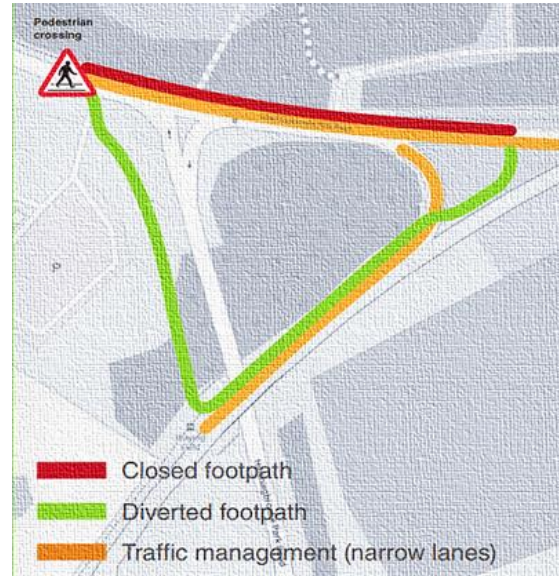 Pedestrian
crossing
Closed footpath
Diverted footpath
Traffic management (narrow lanes)